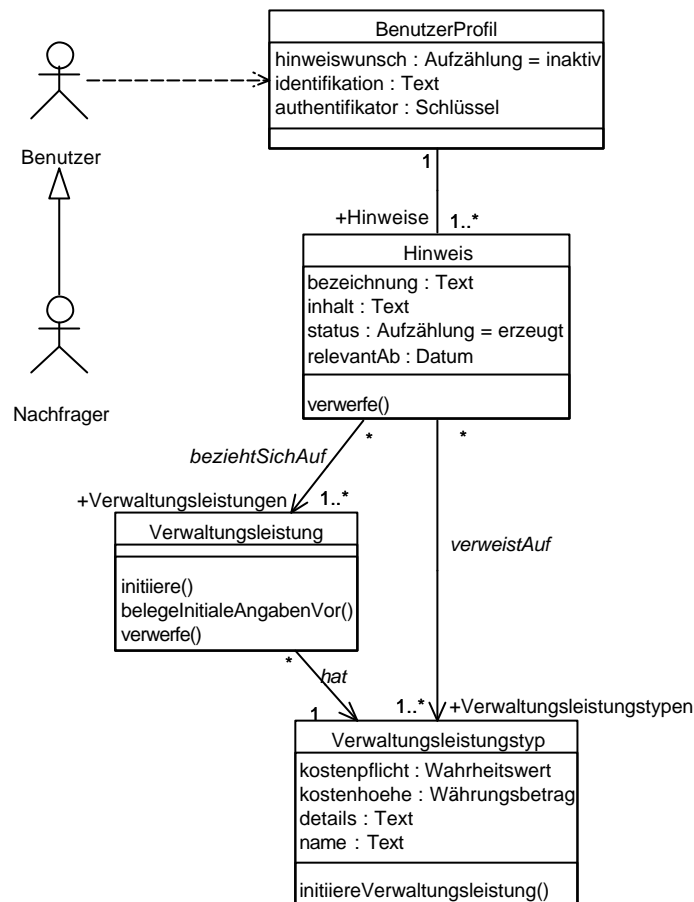 BenutzerProfil
hinweiswunsch : Aufzählung = inaktiv
identifikation : Text
authentifikator : Schlüssel
Benutzer
1
+Hinweise 1..*
Hinweis
bezeichnung : Text
inhalt : Text
status : Aufzählung = erzeugt
relevantAb : Datum
verwerfe()
Nachfrager
* *
beziehtSichAuf
+Verwaltungsleistungen 1..*
Verwaltungsleistung
verweistAuf
initiiere()
belegeInitialeAngabenVor()
verwerfe()
*
hat
1 1..* +Verwaltungsleistungstypen
Verwaltungsleistungstyp
kostenpflicht : Wahrheitswert
kostenhoehe : Währungsbetrag
details : Text
name : Text
initiiereVerwaltungsleistung()